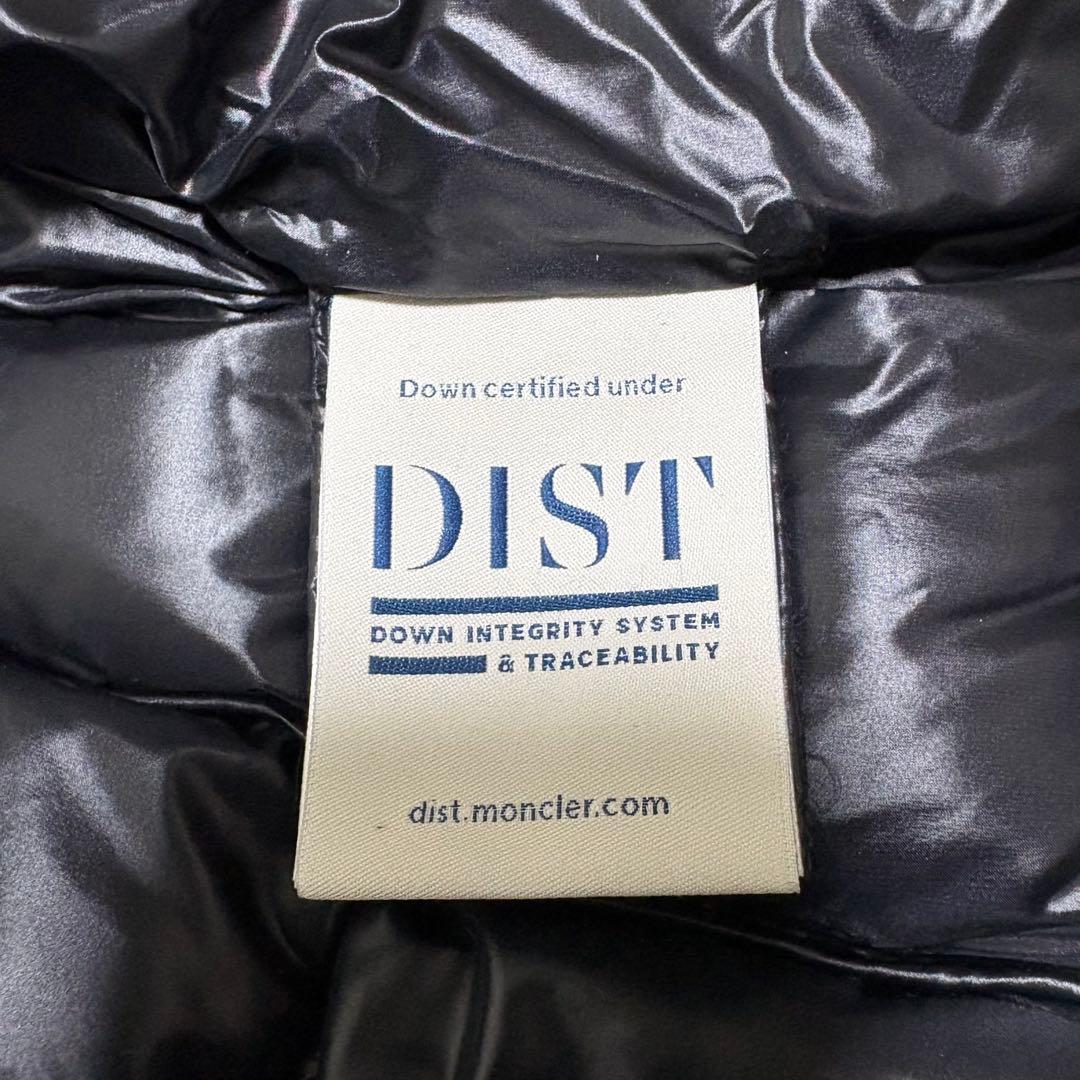 Down certified under
DIST
DOWN INTEGRITY SYSTEM
& TRACEABILITY
dist.moncler.com